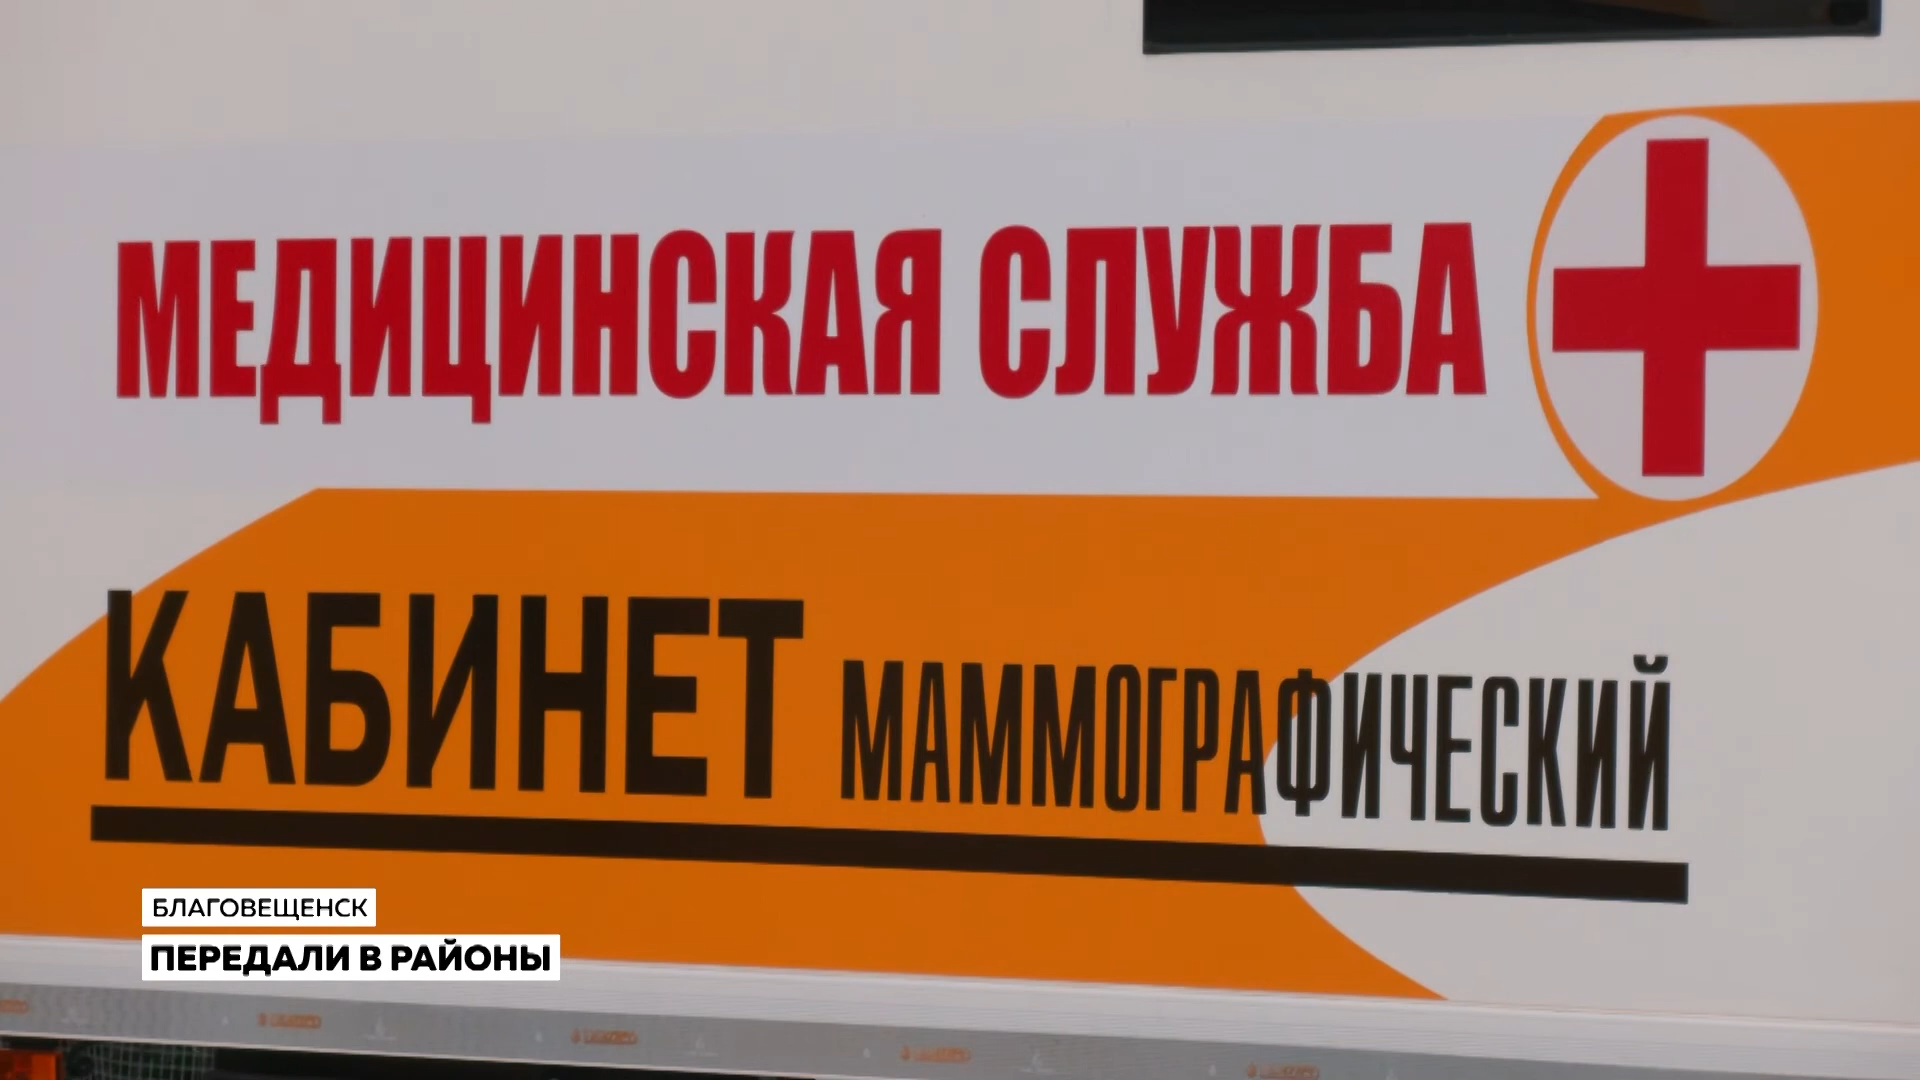 МЕДИЦИНСКАЯ СЛУЖБА
КАБИНЕТ МАММОГРАФИЧЕСКИЙ
БЛАГОВЕЩЕНСК
ПЕРЕДАЛИ В РАЙОНЫ